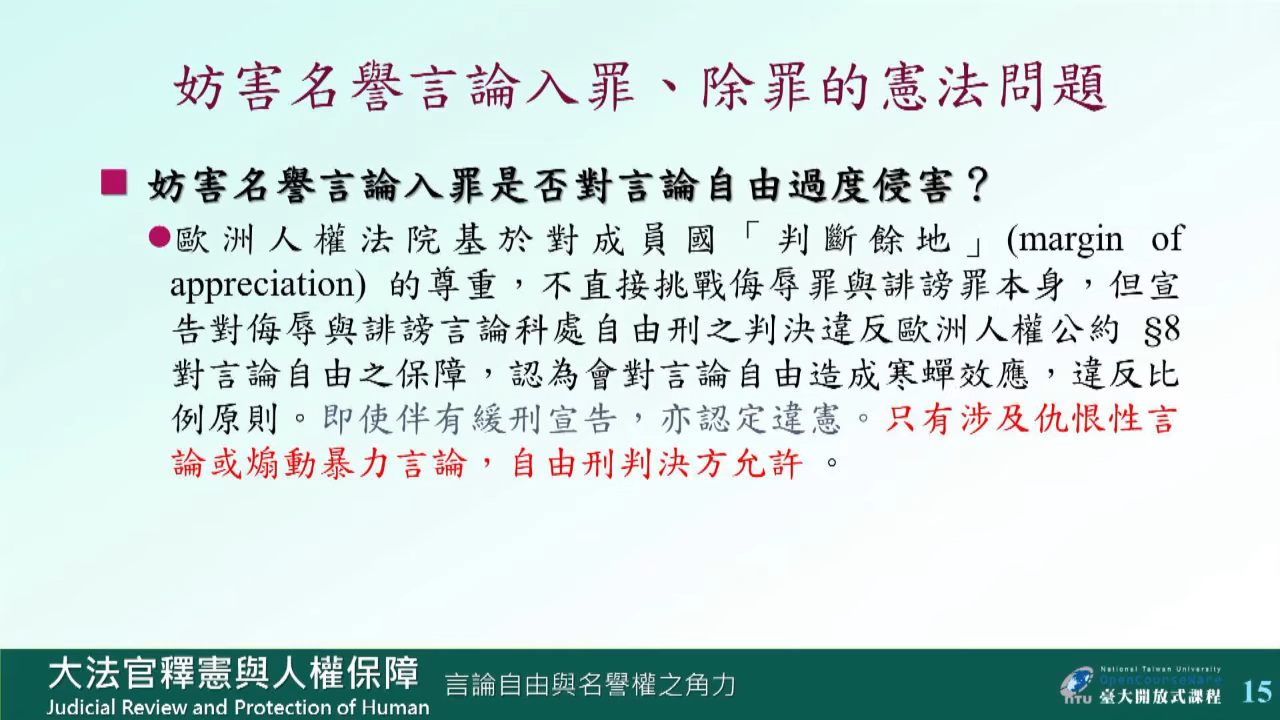 妨害名譽言論入罪、除罪的憲法問題
妨害名譽言論入罪是否對言論自由過度侵害？
歐洲人權法院基於對成員國「判斷餘地」(margin of
appreciation) 的尊重，不直接挑戰侮辱罪與誹謗罪本身，但宣
告對侮辱與誹謗言論科處自由刑之判決違反歐洲人權公約 §8
對言論自由之保障，認為會對言論自由造成寒蟬效應，違反比
例原則。即使伴有緩刑宣告，亦認定違憲。只有涉及仇恨性言
論或煽動暴力言論，自由刑判決方允許 。
大法官釋憲與人權保障
Judicial Review and Protection of Human
言論自由與名譽權之角力
National Taiwan University
OpenCourseWare
NTU 臺大開放式課程
15